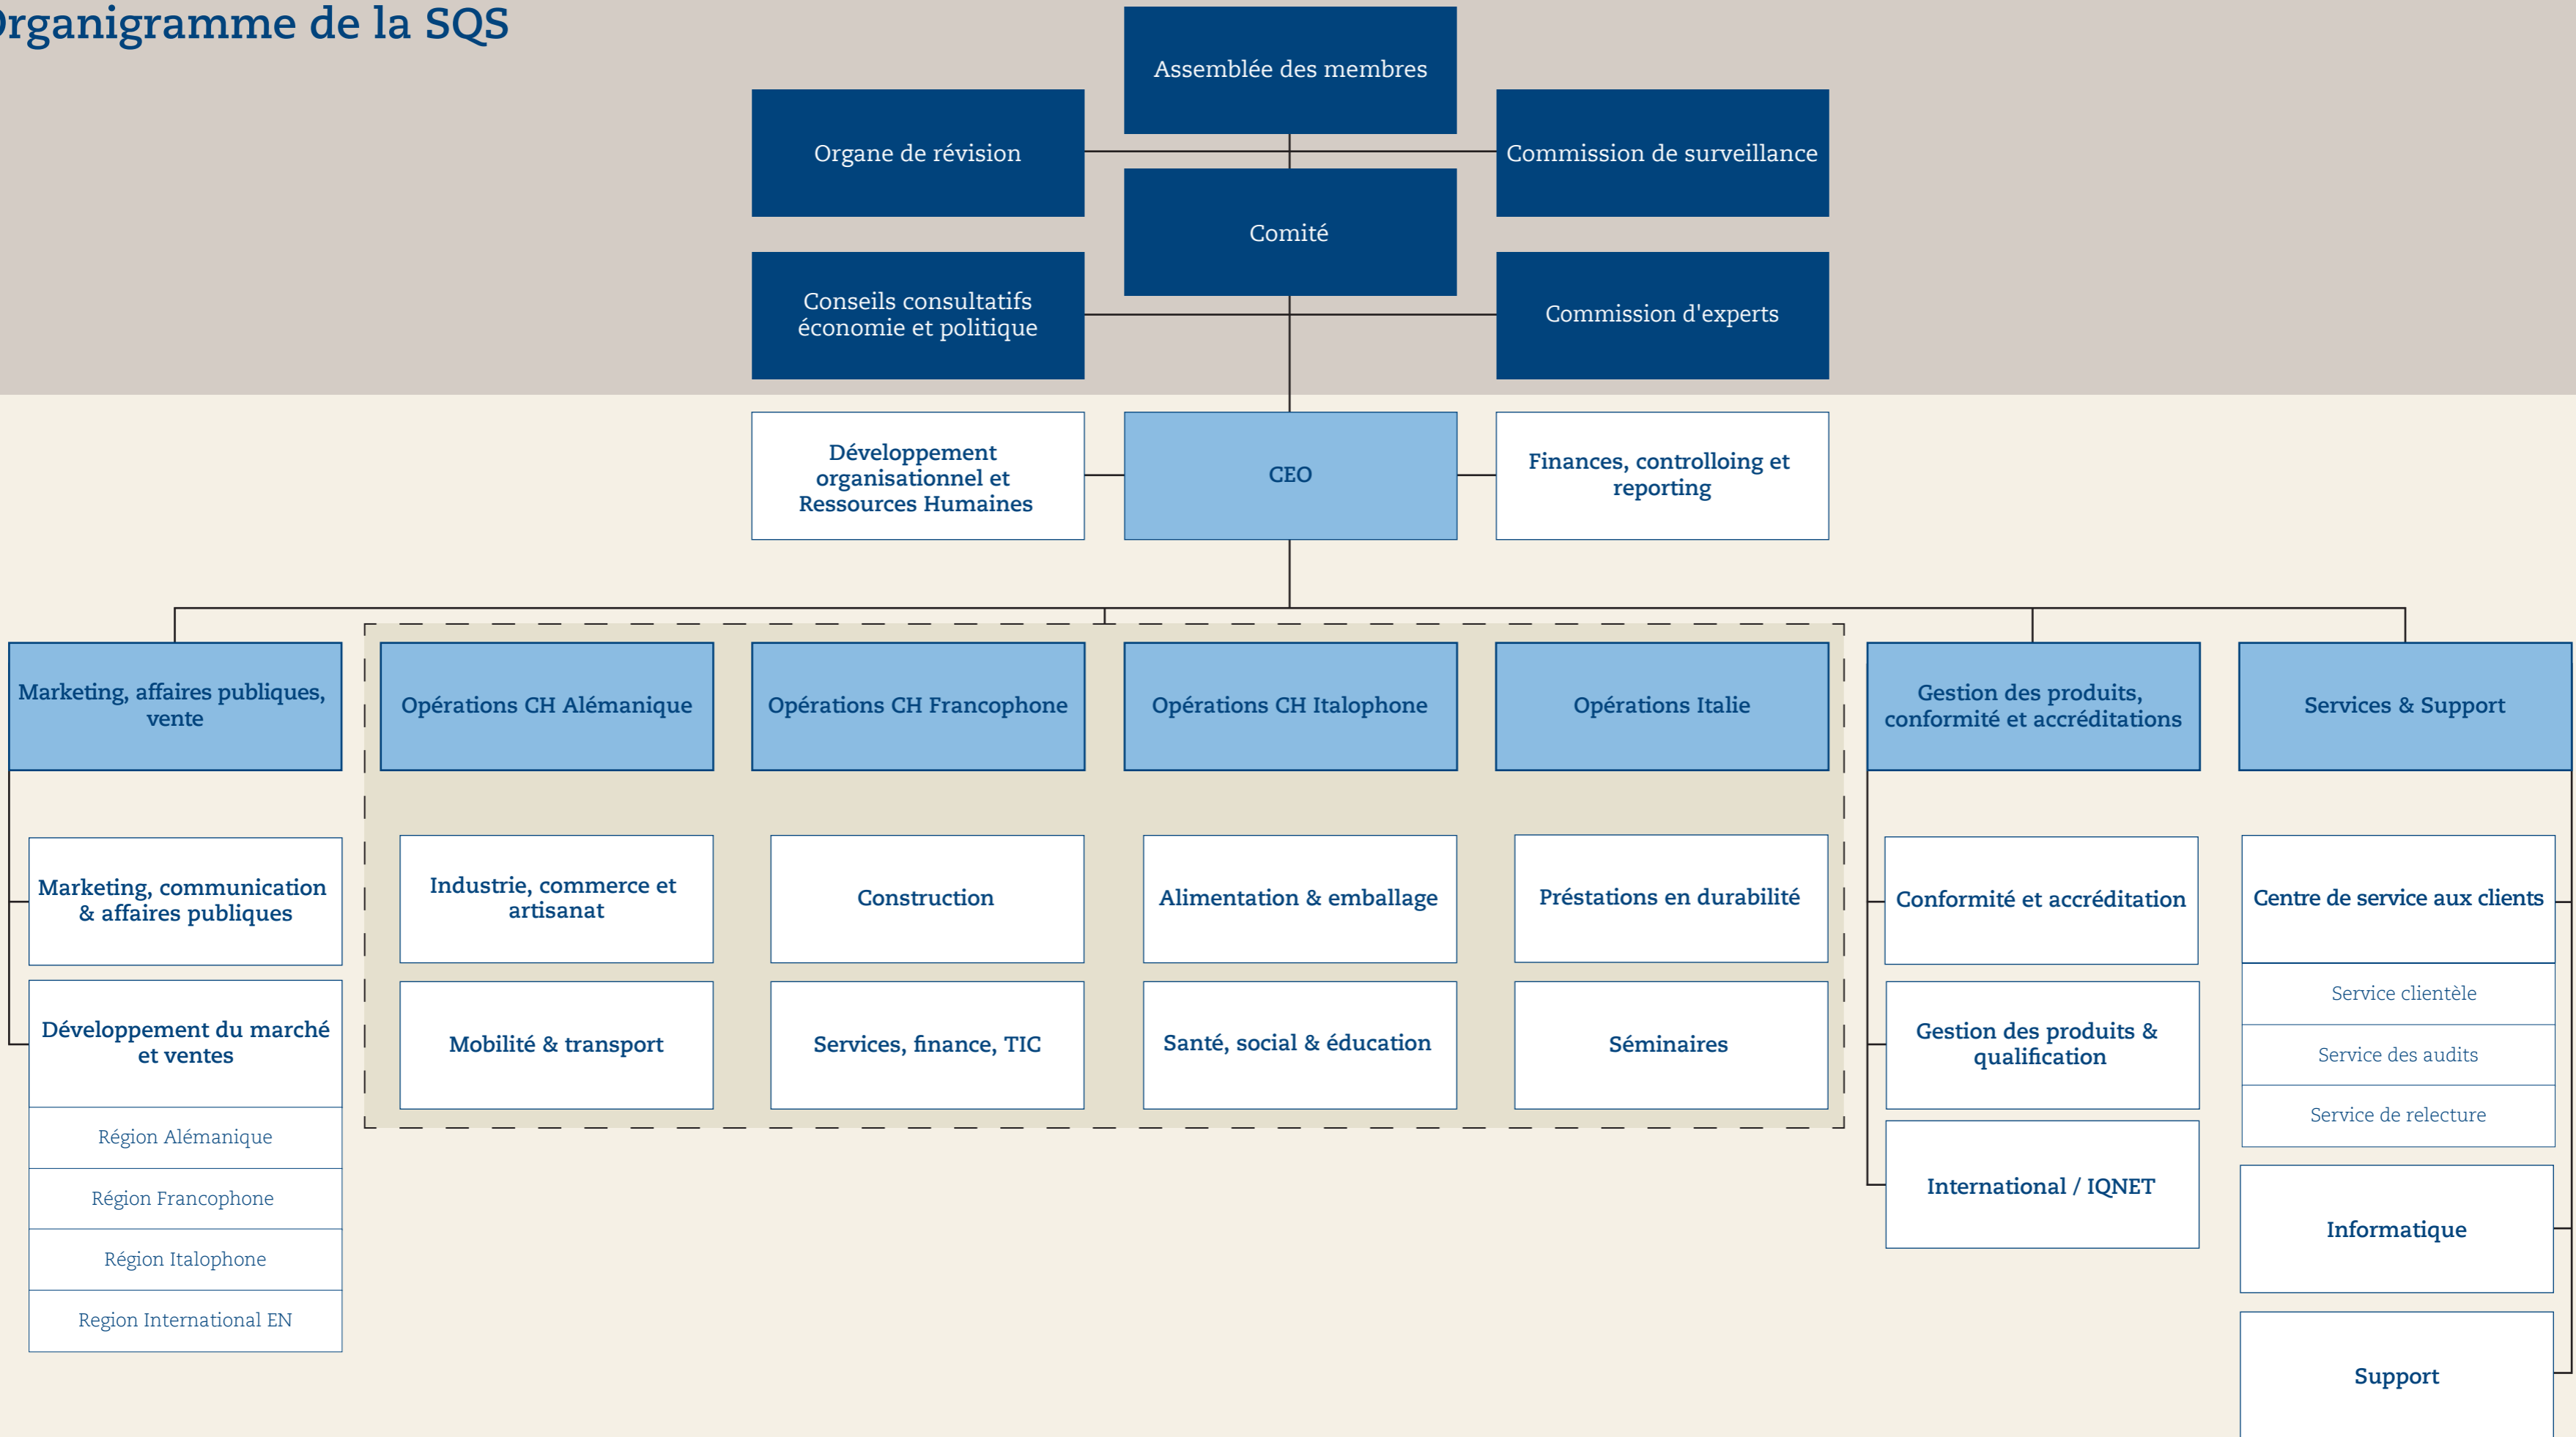 Organigramme de la SQS
Assemblée des membres
Organe de révision
Commission de surveillance
Comité
Conseils consultatifs
économie et politique
Commission d'experts
Développement
organisationnel et
Ressources Humaines
CEO
Finances, controlloing et
reporting
Marketing, affaires publiques,
vente
Opérations CH Alémanique
Opérations CH Francophone
Opérations CH Italophone
Opérations Italie
Gestion des produits,
conformité et accréditations
Services & Support
Marketing, communication
& affaires publiques
Industrie, commerce et
artisanat
Construction
Alimentation & emballage
Préstations en durabilité
Conformité et accréditation
Centre de service aux clients
Développement du marché
et ventes
Mobilité & transport
Services, finance, TIC
Santé, social & éducation
Séminaires
Gestion des produits &
qualification
Service clientèle
Service des audits
Service de relecture
Région Alémanique
Région Francophone
Région Italophone
Region International EN
International / IQNET
Informatique
Support